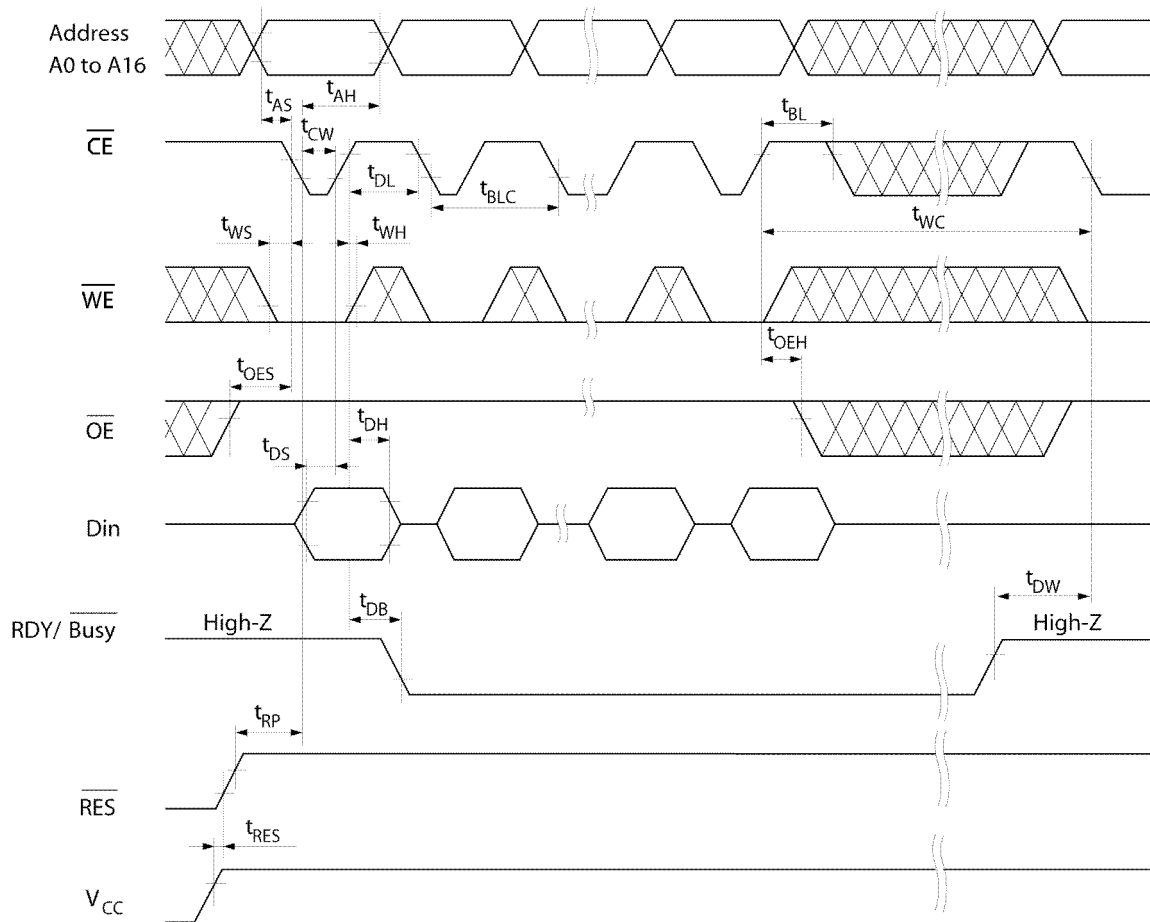 Address
A0 to A16
tAS
tAH
tCW
tBL
CE
tDL
tBLC
tWS
tWH
tWC
WE
tOEH
tOES
OE
tDH
tDS
Din
tDW
tDB
RDY/ Busy
High-Z
High-Z
tRP
RES
tRES
VCC